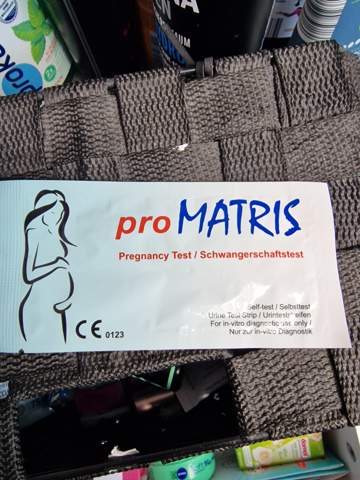 proMATRIS
Pregnancy Test / Schwangerschaftstest
Self-test / Selbsttest
Urine Test Strip / Urinteststreifen
For in-vitro diagnostic use only /
Nur zur in-vitro Diagnostik
CE 0123